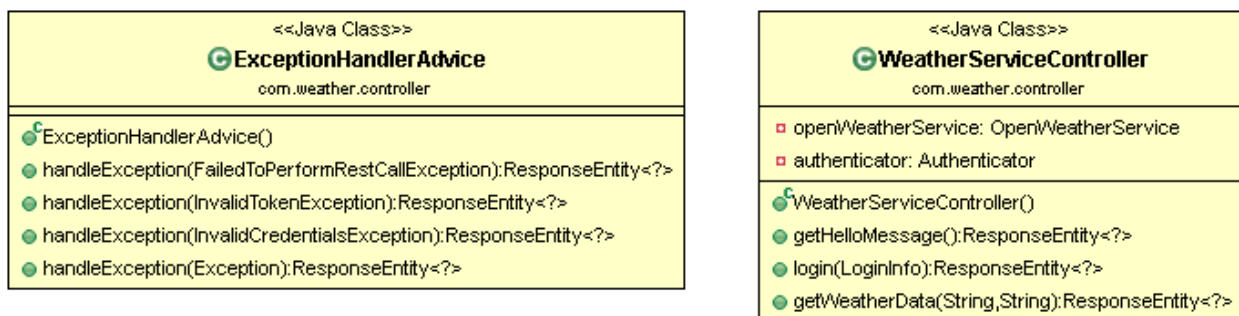 <<Java Class>>
ExceptionHandlerAdvice
com.weather.controller
ExceptionHandlerAdvice()
handleException(FailedToPerformRestCallException):ResponseEntity<?>
handleException(InvalidTokenException):ResponseEntity<?>
handleException(InvalidCredentialsException):ResponseEntity<?>
handleException(Exception):ResponseEntity<?>
<<Java Class>>
WeatherServiceController
com.weather.controller
openWeatherService: OpenWeatherService
authenticator: Authenticator
WeatherServiceController()
getHelloMessage():ResponseEntity<?>
login(LoginInfo):ResponseEntity<?>
getWeatherData(String,String):ResponseEntity<?>